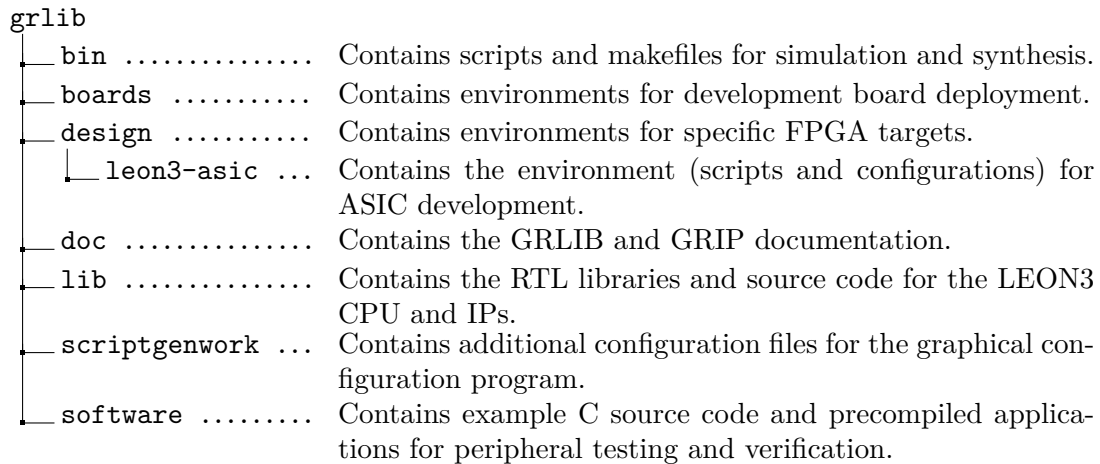 grlib
bin ............... Contains scripts and makefiles for simulation and synthesis.
boards ........... Contains environments for development board deployment.
design ........... Contains environments for specific FPGA targets.
leon3-asic ... Contains the environment (scripts and configurations) for
ASIC development.
doc ............... Contains the GRLIB and GRIP documentation.
lib ............... Contains the RTL libraries and source code for the LEON3
CPU and IPs.
scriptgenwork ... Contains additional configuration files for the graphical con-
figuration program.
software ......... Contains example C source code and precompiled applica-
tions for peripheral testing and verification.